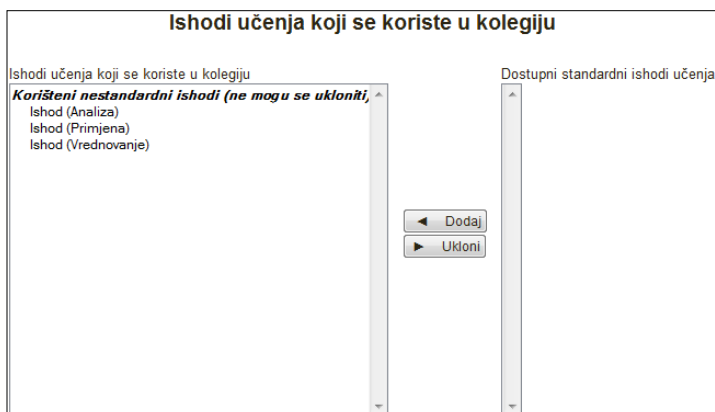 Ishodi učenja koji se koriste u kolegiju
Ishodi učenja koji se koriste u kolegiju
Dostupni standardni ishodi učenja
Korišteni nestandardni ishodi (ne mogu se ukloniti)
Ishod (Analiza)
Ishod (Primjena)
Ishod (Vrednovanje)
◄ Dodaj
► Ukloni